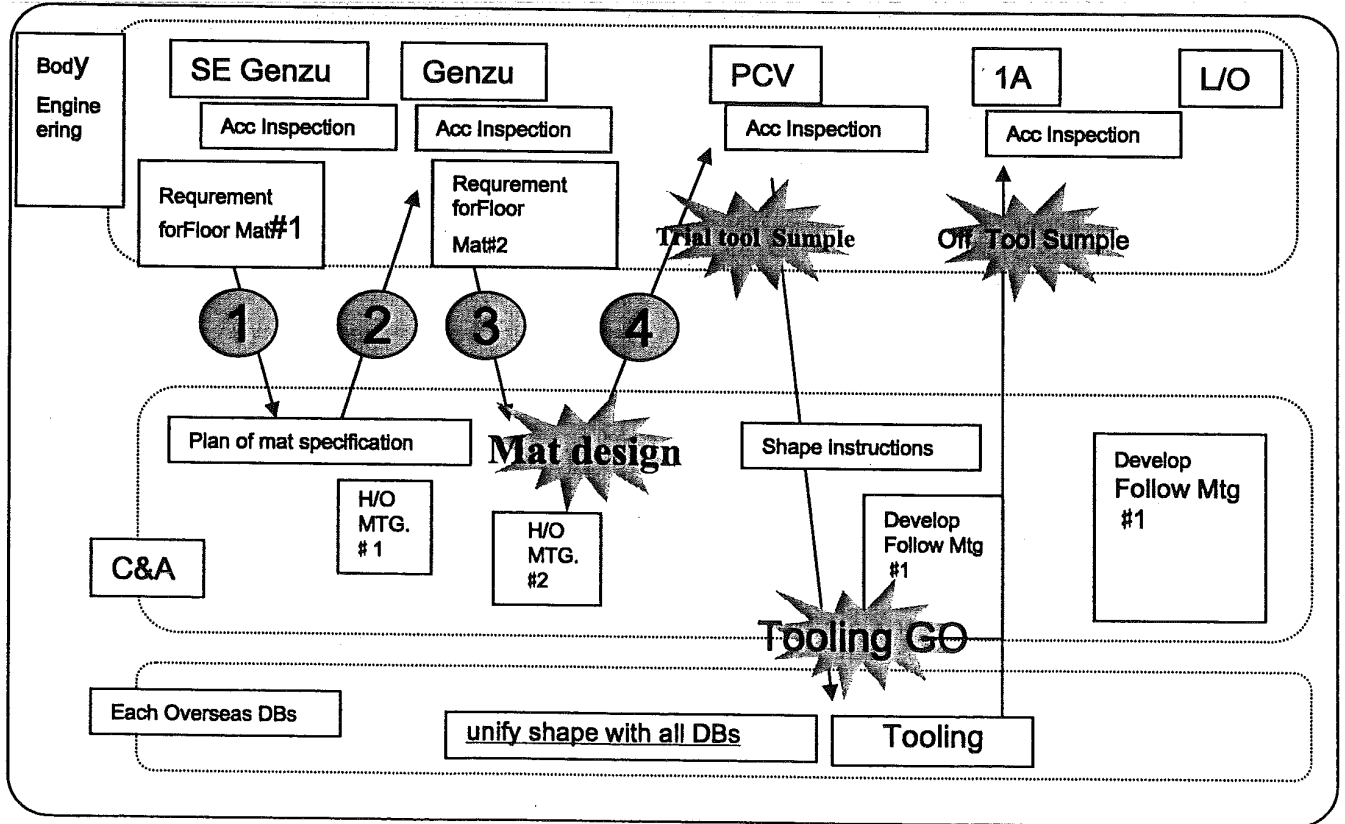 Body
Engine
ering
SE Genzu
Genzu
PCV
1A
L/O
Acc Inspection
Acc Inspection
Acc Inspection
Acc Inspection
Requrement
forFloor Mat#1
Requrement
forFloor
Mat#2
Trial tool Sumple
Off Tool Sumple
1
2
3
4
Plan of mat specification
Mat design
Shape instructions
Develop
Follow Mtg
#1
H/O
MTG.
# 1
H/O
MTG.
#2
Develop
Follow Mtg
#1
C&A
Tooling GO
Each Overseas DBs
unify shape with all DBs
Tooling